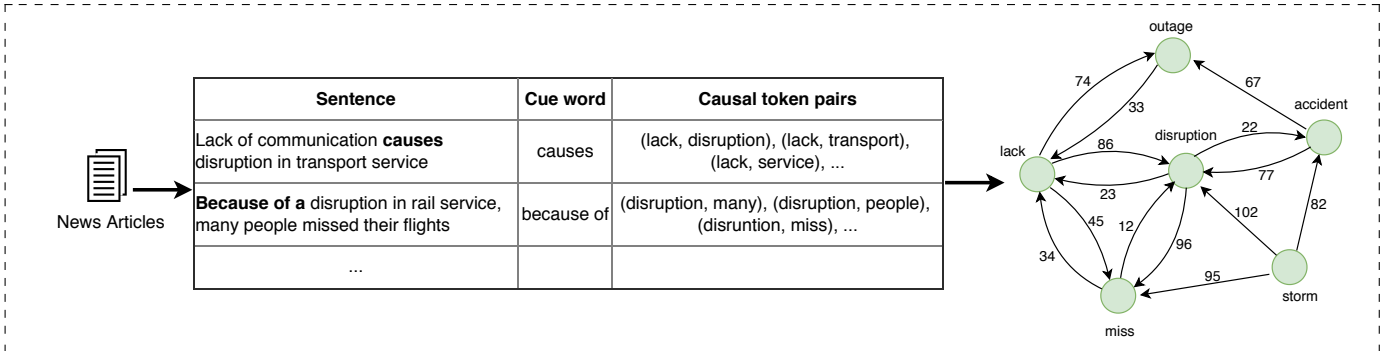 News Articles
Sentence
Cue word
Causal token pairs
Lack of communication causes
disruption in transport service
causes
(lack, disruption), (lack, transport),
(lack, service), ...
Because of a disruption in rail service,
many people missed their flights
because of
(disruption, many), (disruption, people),
(disruntion, miss), ...
...
outage
74
33
67
accident
disruption
22
lack
86
77
23
102
82
45
12
96
34
95
storm
miss